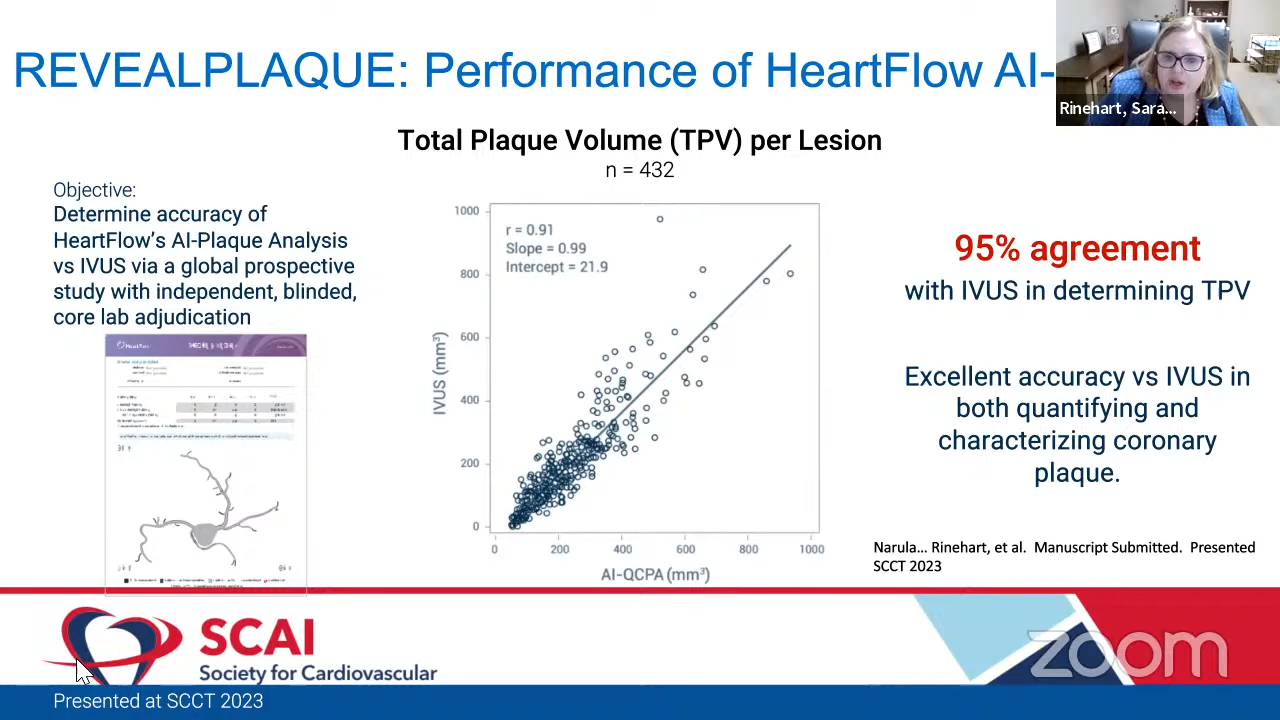 REVEALPLAQUE: Performance of HeartFlow AI-
Rinehart, Sara...
Total Plaque Volume (TPV) per Lesion
n = 432
Objective:
Determine accuracy of
HeartFlow's AI-Plaque Analysis
vs IVUS via a global prospective
study with independent, blinded,
core lab adjudication
HeartFlow
r = 0.91
Slope = 0.99
Intercept = 21.9
IVUS (mm³)
1000
800
600
400
200
0
0 200 400 600 800 1000
AI-QCPA (mm³)
95% agreement
with IVUS in determining TPV
Excellent accuracy vs IVUS in
both quantifying and
characterizing coronary
plaque.
Narula... Rinehart, et al. Manuscript Submitted. Presented
SCCT 2023
SCAI
Society for Cardiovascular
zoom
Presented at SCCT 2023